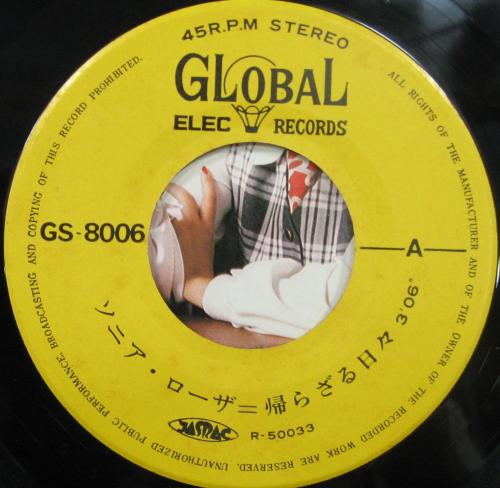 45R.P.M STEREO
GLOBAL
ELEC RECORDS
GS-8006
A
ソニア・ローザ=帰らざる日々 3'06"
JASRAC R-50033
ALL RIGHTS OF THE MANUFACTURER AND OF THE OWNER OF THE RECORDED WORK ARE RESERVED. UNAUTHORIZED PUBLIC PERFORMANCE, BROADCASTING AND COPYING OF THIS RECORD PROHIBITED.